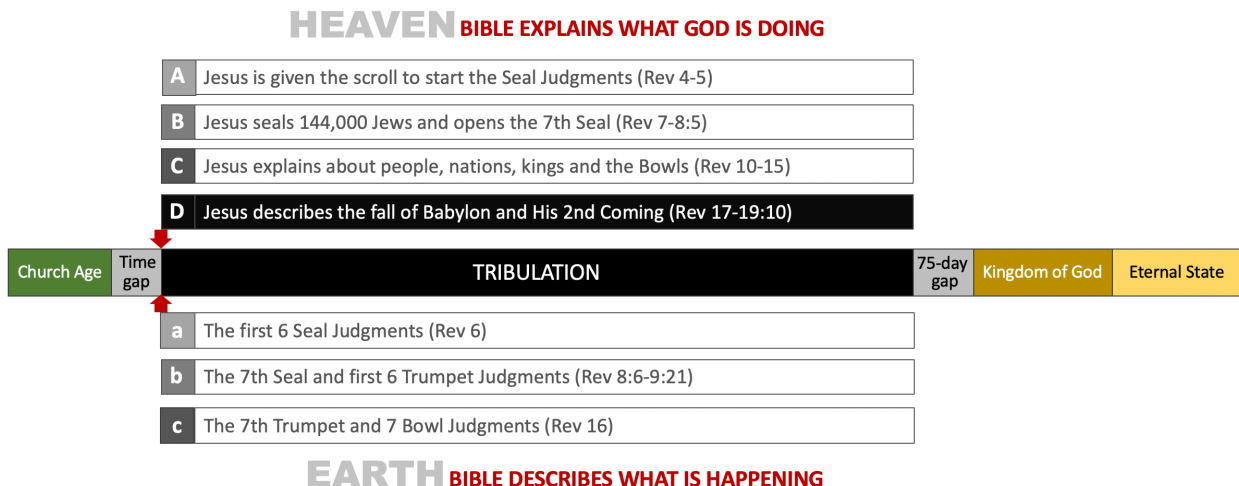 HEAVEN BIBLE EXPLAINS WHAT GOD IS DOING
A Jesus is given the scroll to start the Seal Judgments (Rev 4-5)
B Jesus seals 144,000 Jews and opens the 7th Seal (Rev 7-8:5)
C Jesus explains about people, nations, kings and the Bowls (Rev 10-15)
D Jesus describes the fall of Babylon and His 2nd Coming (Rev 17-19:10)
Church Age
Time
gap
TRIBULATION
75-day
gap
Kingdom of God
Eternal State
a The first 6 Seal Judgments (Rev 6)
b The 7th Seal and first 6 Trumpet Judgments (Rev 8:6-9:21)
c The 7th Trumpet and 7 Bowl Judgments (Rev 16)
EARTH BIBLE DESCRIBES WHAT IS HAPPENING